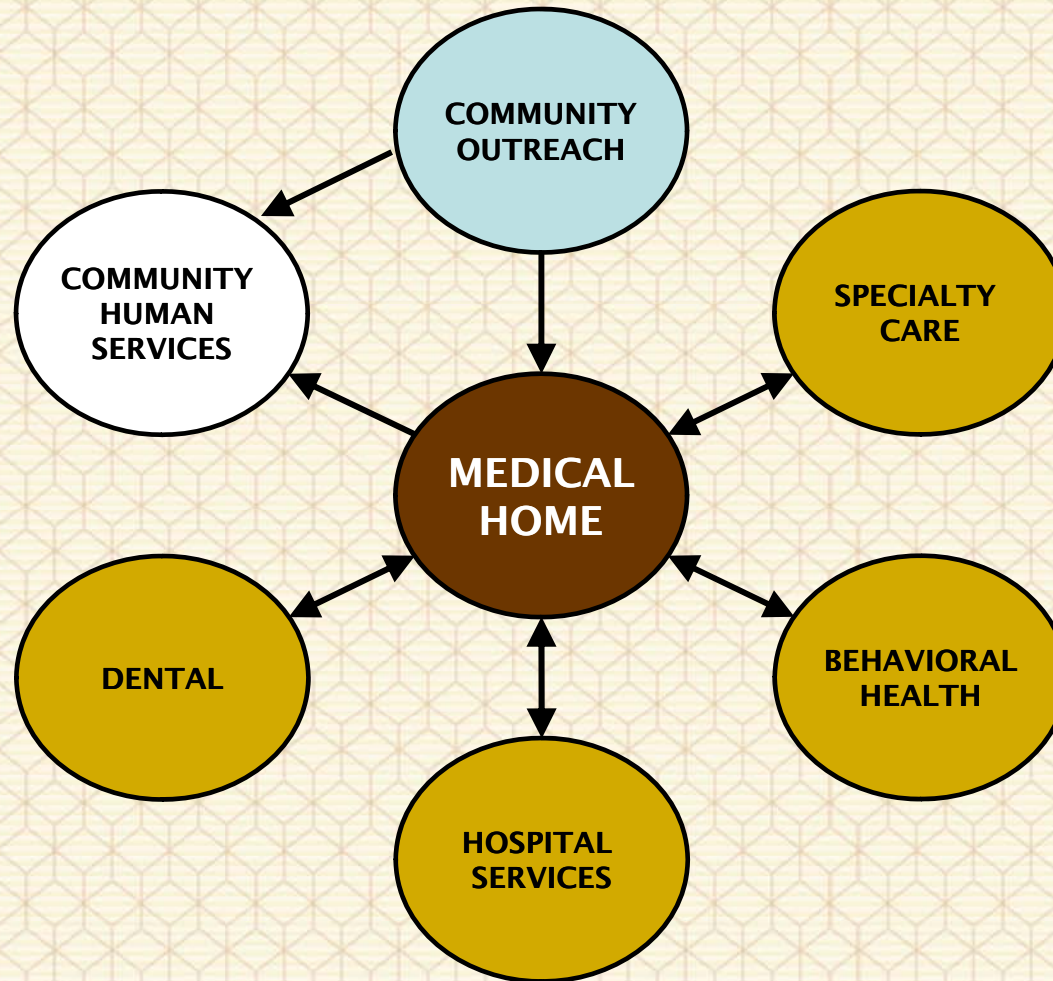 COMMUNITY
OUTREACH
COMMUNITY
HUMAN
SERVICES
SPECIALTY
CARE
MEDICAL
HOME
DENTAL
BEHAVIORAL
HEALTH
HOSPITAL
SERVICES